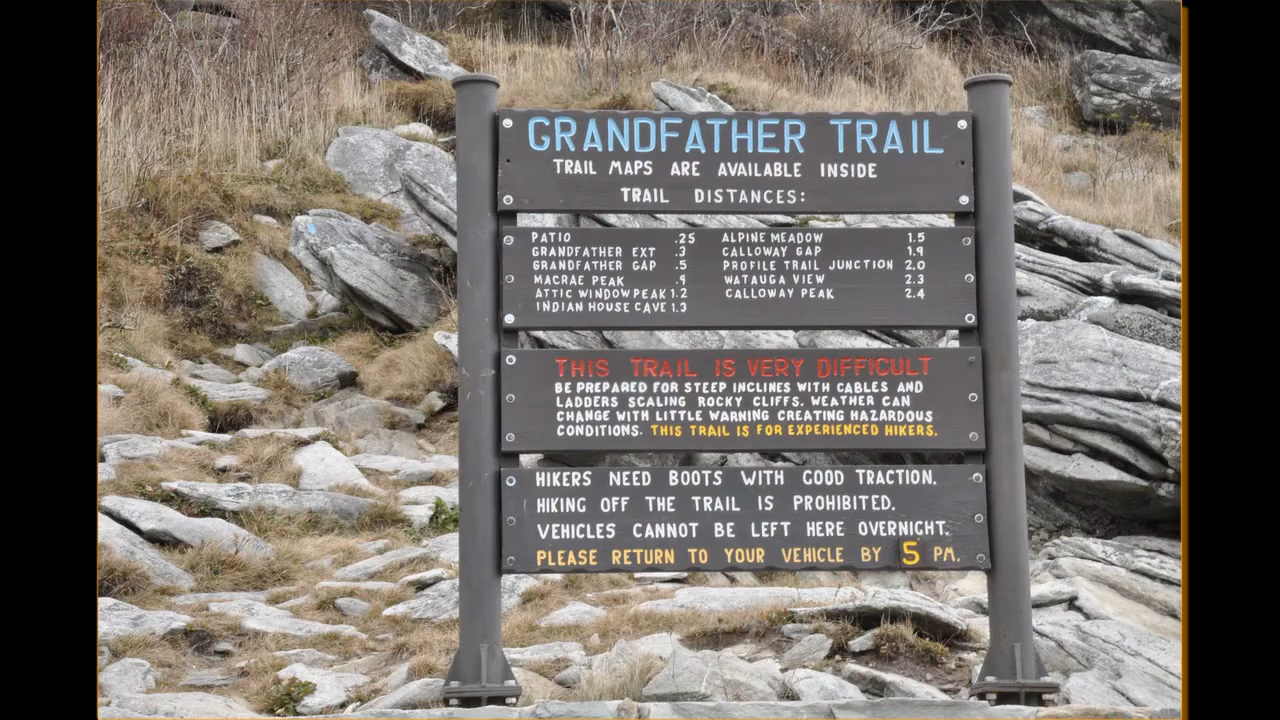 GRANDFATHER TRAIL
TRAIL MAPS ARE AVAILABLE INSIDE
TRAIL DISTANCES:
PATIO .25 ALPINE MEADOW 1.5
GRANDFATHER EXT .3 CALLOWAY GAP 1.9
GRANDFATHER GAP .5 PROFILE TRAIL JUNCTION 2.0
MACRAE PEAK .9 WATAUGA VIEW 2.3
ATTIC WINDOW PEAK 1.2 CALLOWAY PEAK 2.4
INDIAN HOUSE CAVE 1.3
THIS TRAIL IS VERY DIFFICULT
BE PREPARED FOR STEEP INCLINES WITH CABLES AND
LADDERS SCALING ROCKY CLIFFS. WEATHER CAN
CHANGE WITH LITTLE WARNING CREATING HAZARDOUS
CONDITIONS. THIS TRAIL IS FOR EXPERIENCED HIKERS.
HIKERS NEED BOOTS WITH GOOD TRACTION.
HIKING OFF THE TRAIL IS PROHIBITED.
VEHICLES CANNOT BE LEFT HERE OVERNIGHT.
PLEASE RETURN TO YOUR VEHICLE BY 5 PM.